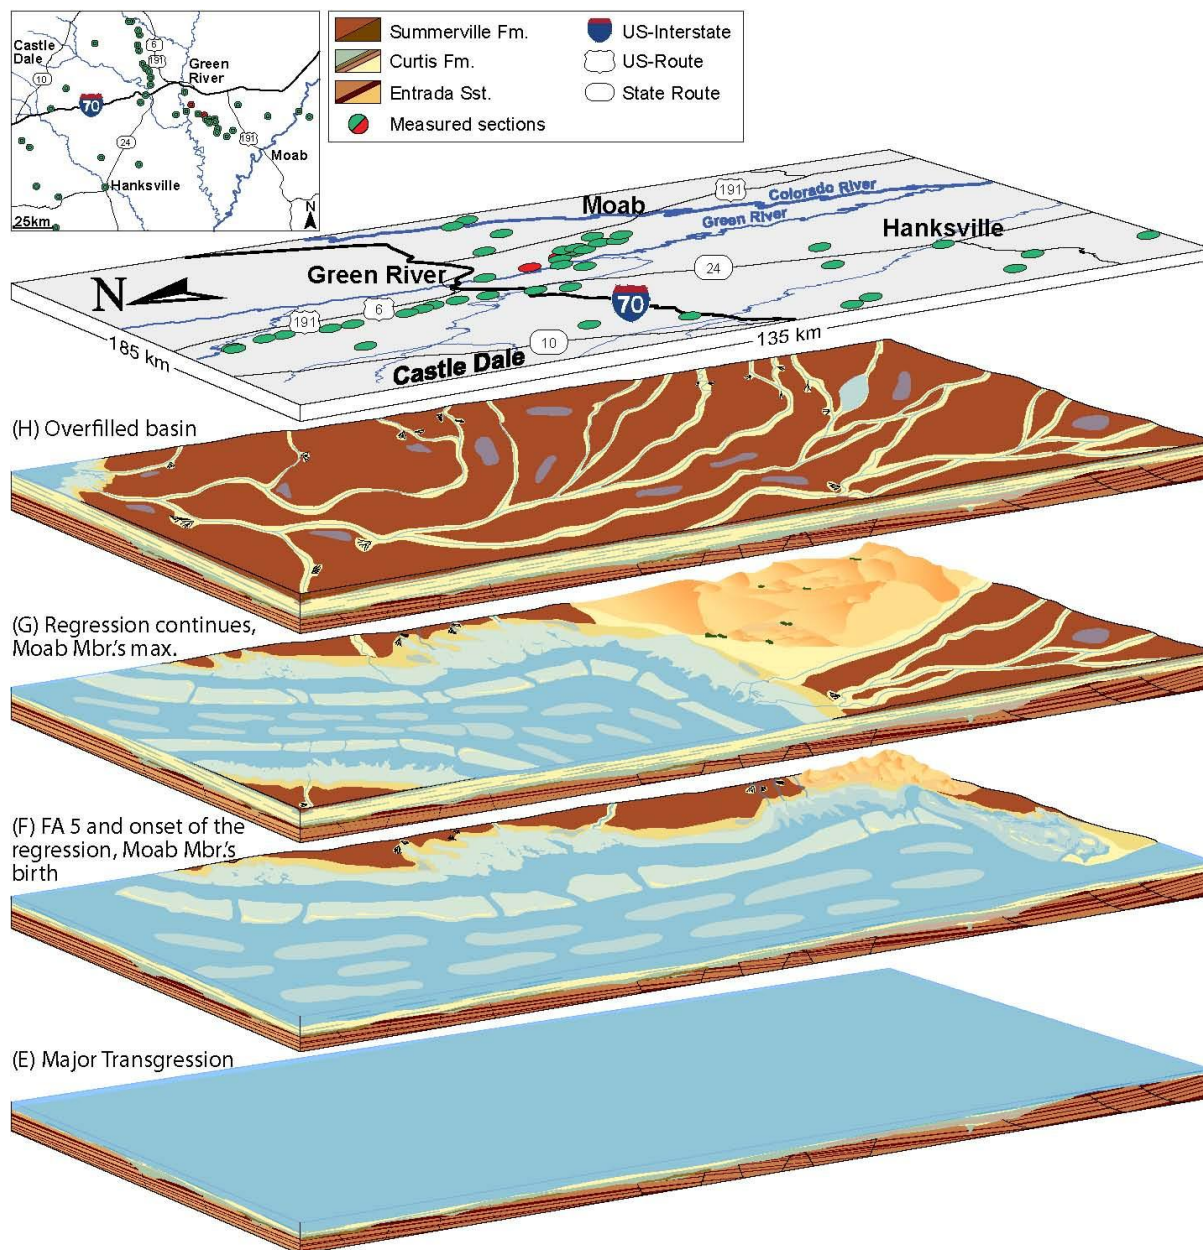 Castle
Dale
6
191
Green
River
10
70
24
191
Moab
Hanksville
25km
N
Summerville Fm.
Curtis Fm.
Entrada Sst.
Measured sections
US-Interstate
US-Route
State Route
191
Colorado River
Moab
Green River
Hanksville
Green River
24
N
70
6
191
10
Castle Dale
185 km
135 km
(H) Overfilled basin
(G) Regression continues,
Moab Mbr.'s max.
(F) FA 5 and onset of the
regression, Moab Mbr.'s
birth
(E) Major Transgression